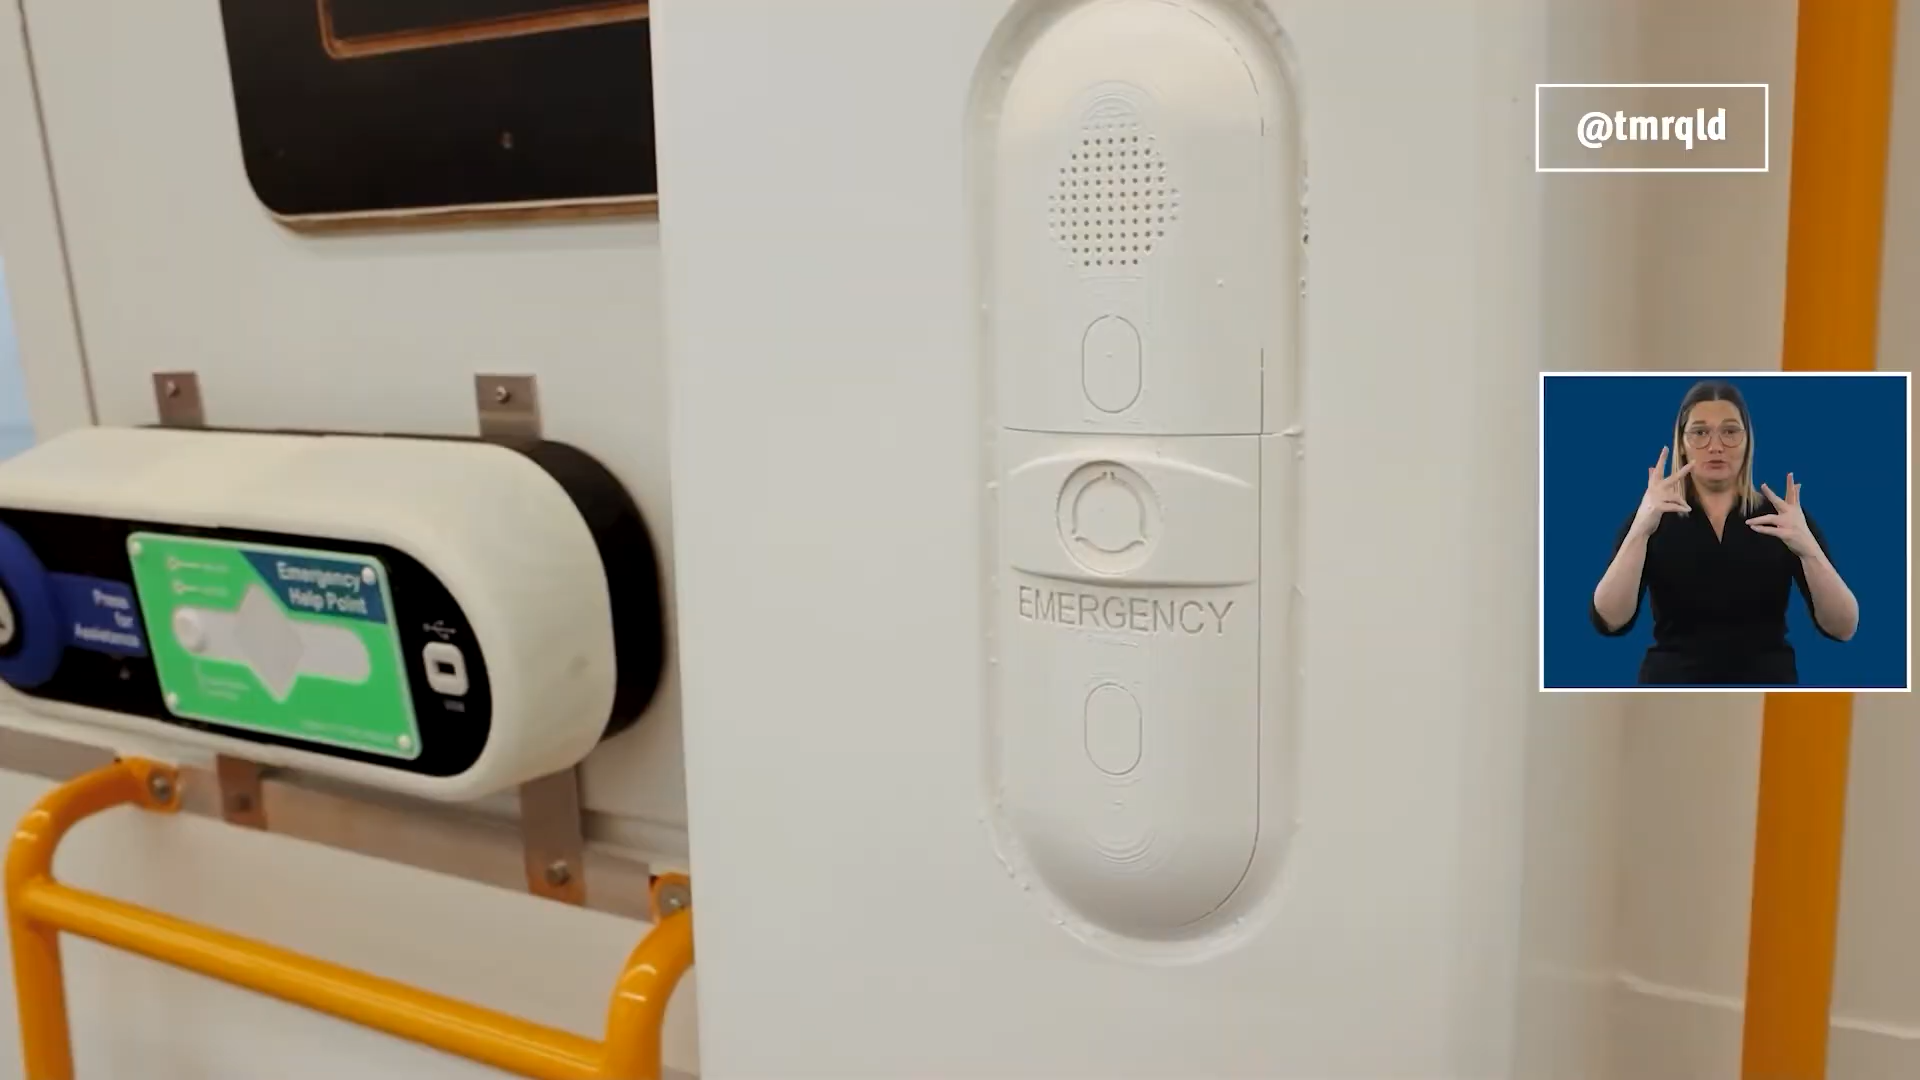 @tmrqld
Emergency
Help Point
Press
for
Assistance
EMERGENCY